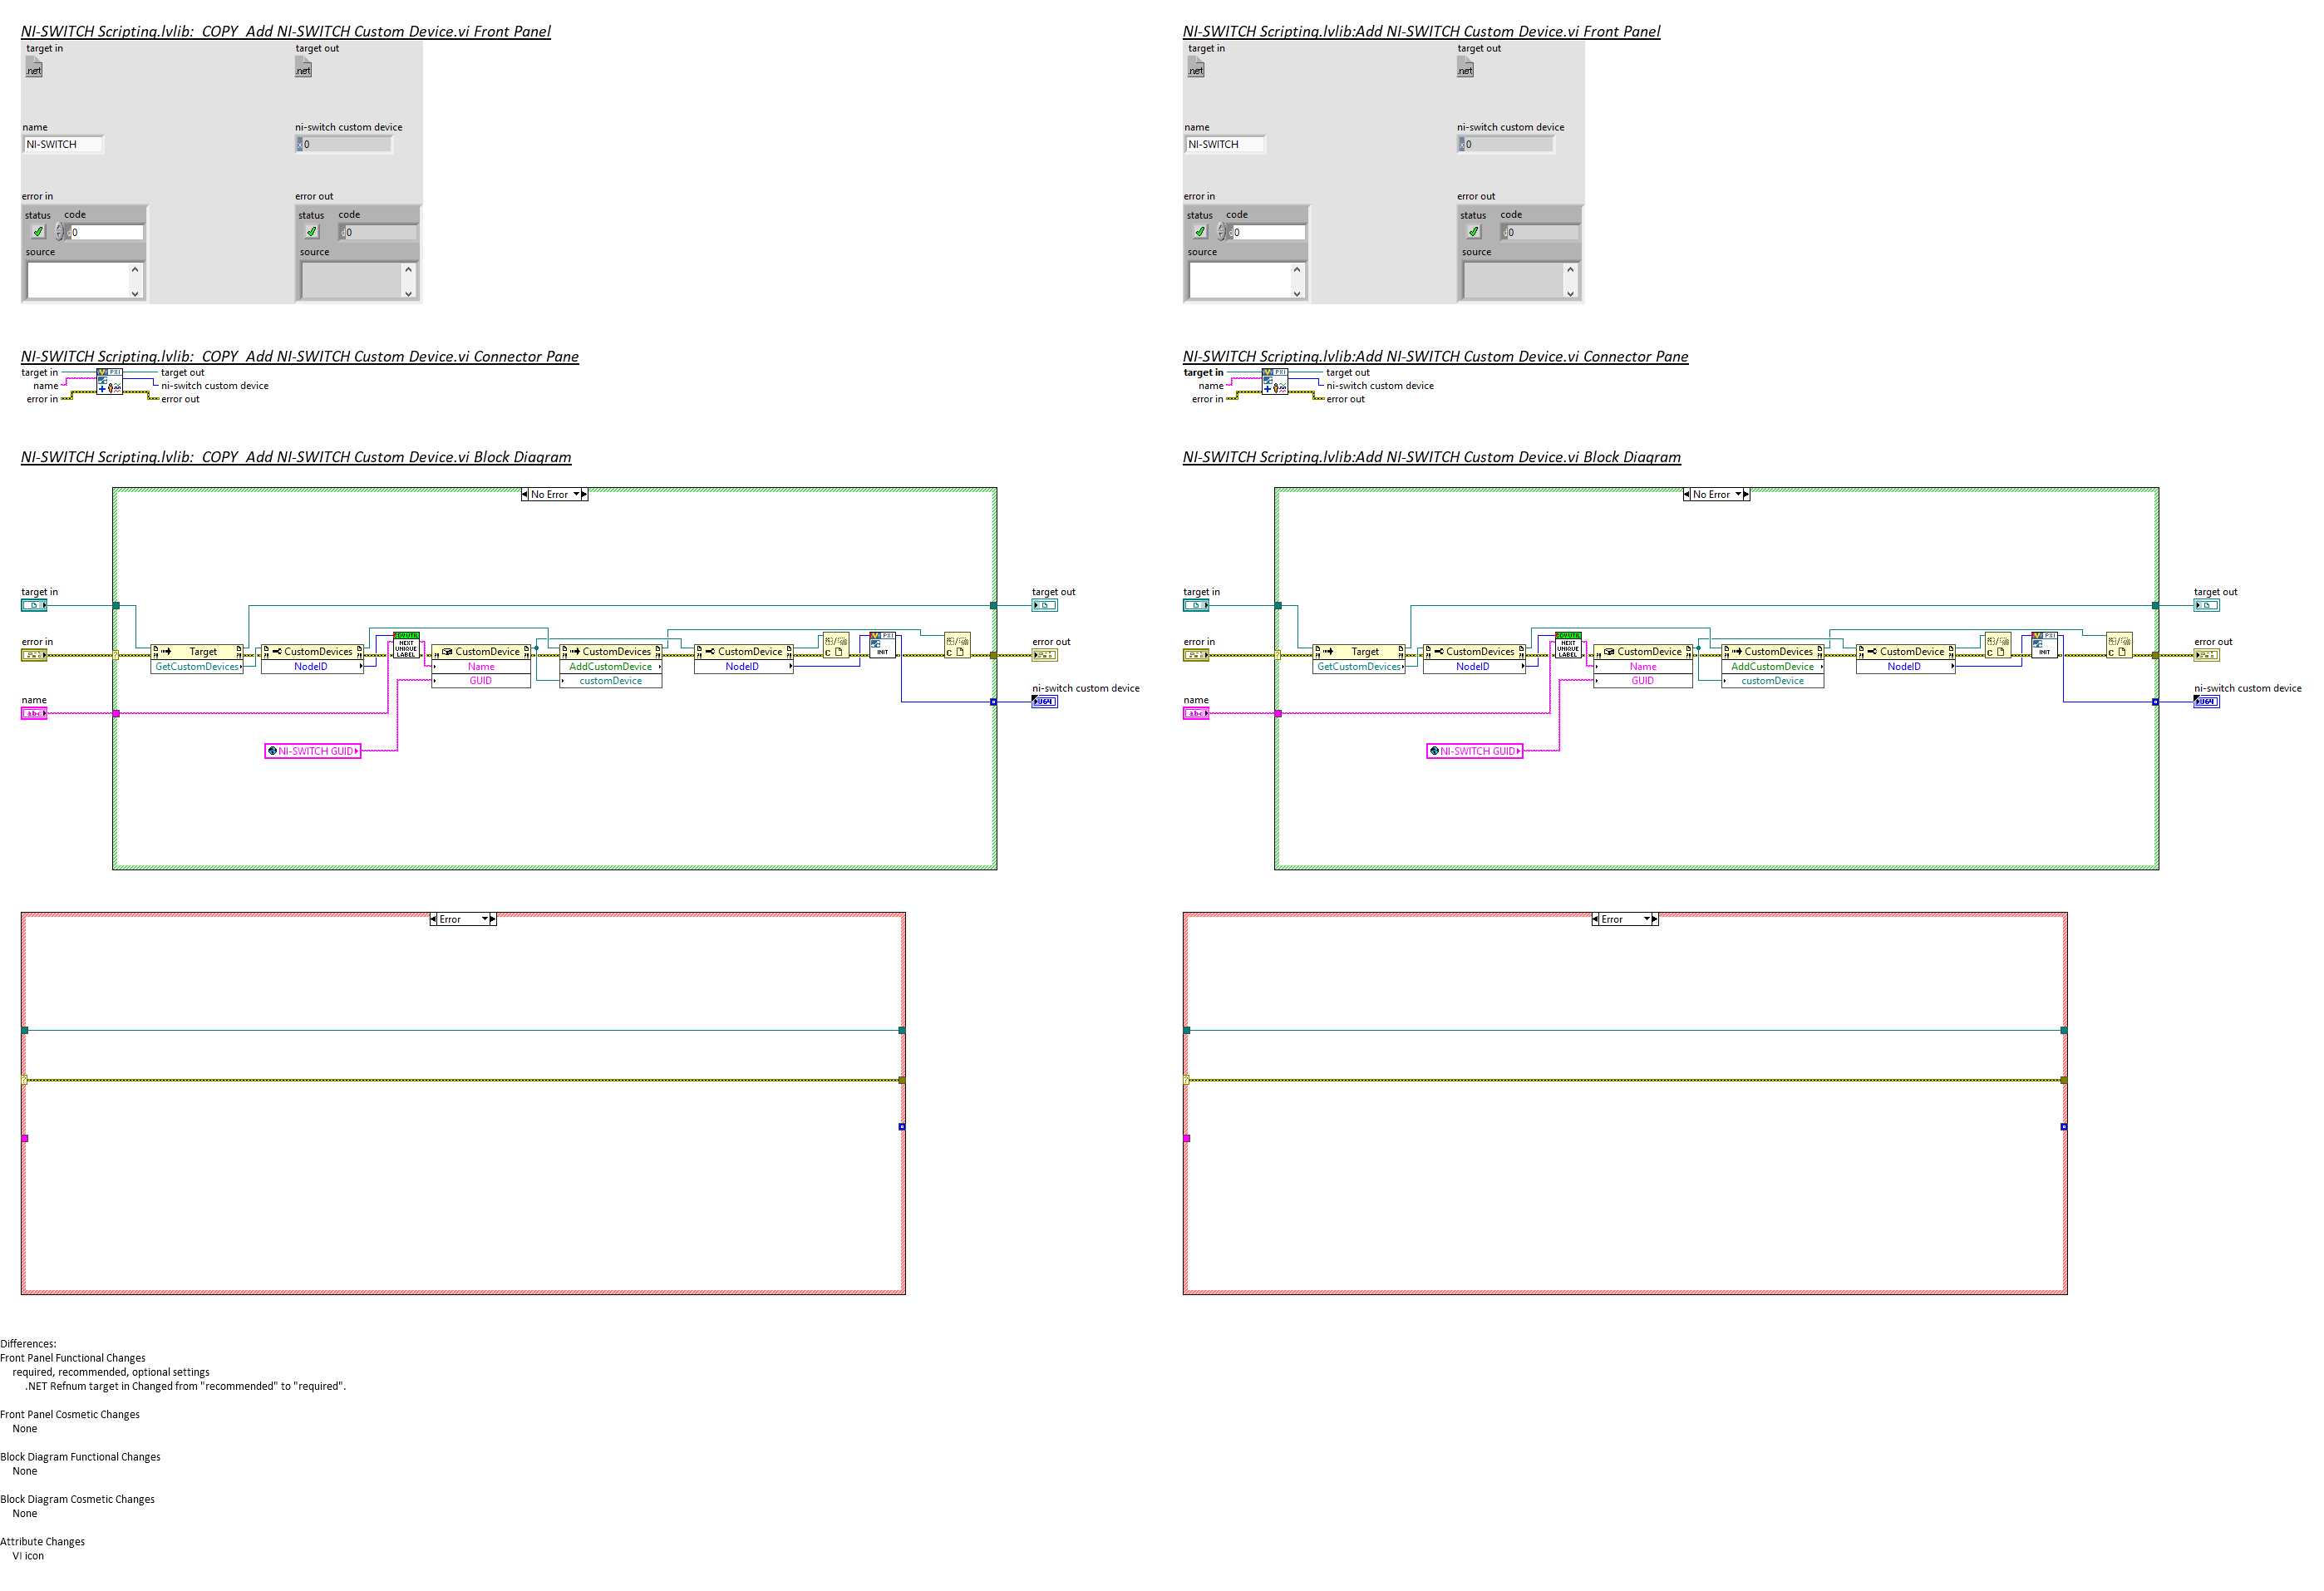 NI-SWITCH Scripting.lvlib:  COPY  Add NI-SWITCH Custom Device.vi Front Panel
target in
target out
.net
.net
name
ni-switch custom device
NI-SWITCH
x 0
error in
error out
status
code
status
code
d 0
d 0
source
source
NI-SWITCH Scripting.lvlib:  COPY  Add NI-SWITCH Custom Device.vi Connector Pane
target in
target out
PXI
name
ni-switch custom device
error in
error out
NI-SWITCH Scripting.lvlib:  COPY  Add NI-SWITCH Custom Device.vi Block Diagram
No Error
target in
target out
error in
error out
Target
GetCustomDevices
CustomDevices
NodeID
NEXT
UNIQUE
LABEL
CustomDevice
Name
GUID
CustomDevices
AddCustomDevice
customDevice
CustomDevice
NodeID
C
PXI
INIT
C
name
abc
ni-switch custom device
NI-SWITCH GUID
Error
NI-SWITCH Scripting.lvlib:Add NI-SWITCH Custom Device.vi Front Panel
target in
target out
.net
.net
name
ni-switch custom device
NI-SWITCH
x 0
error in
error out
status
code
status
code
d 0
d 0
source
source
NI-SWITCH Scripting.lvlib:Add NI-SWITCH Custom Device.vi Connector Pane
target in
target out
PXI
name
ni-switch custom device
error in
error out
NI-SWITCH Scripting.lvlib:Add NI-SWITCH Custom Device.vi Block Diagram
No Error
target in
target out
error in
error out
Target
GetCustomDevices
CustomDevices
NodeID
NEXT
UNIQUE
LABEL
CustomDevice
Name
GUID
CustomDevices
AddCustomDevice
customDevice
CustomDevice
NodeID
C
PXI
INIT
C
name
abc
ni-switch custom device
NI-SWITCH GUID
Error
Differences:
Front Panel Functional Changes
required, recommended, optional settings
.NET Refnum target in Changed from "recommended" to "required".
Front Panel Cosmetic Changes
None
Block Diagram Functional Changes
None
Block Diagram Cosmetic Changes
None
Attribute Changes
VI icon